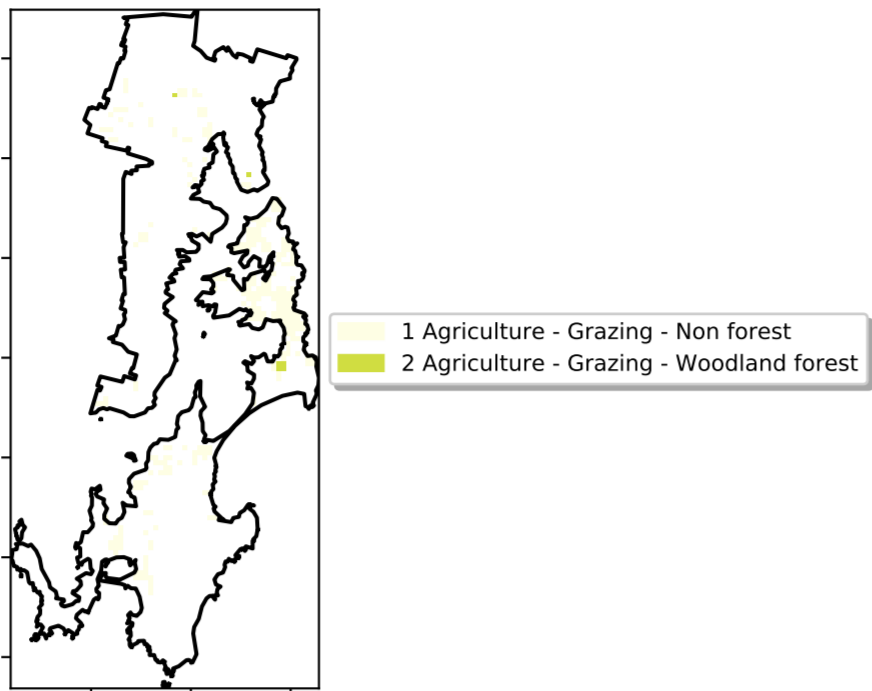 1 Agriculture - Grazing - Non forest
2 Agriculture - Grazing - Woodland forest